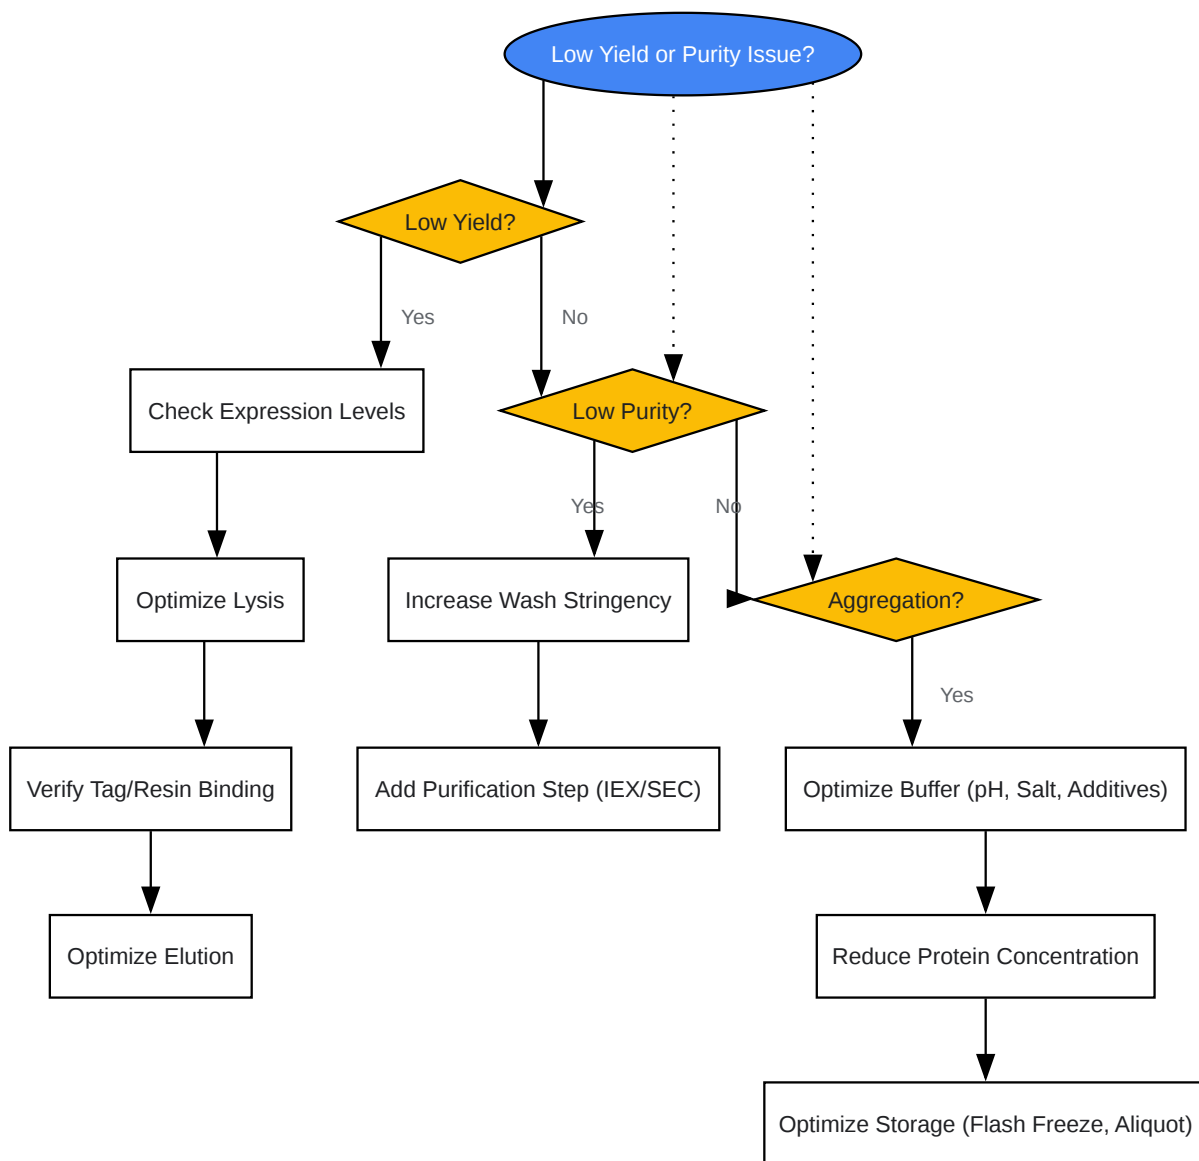 Low Yield or Purity Issue?
Low Yield?
Yes
No
Check Expression Levels
Low Purity?
Yes
No
Optimize Lysis
Increase Wash Stringency
Aggregation?
Yes
Verify Tag/Resin Binding
Add Purification Step (IEX/SEC)
Optimize Buffer (pH, Salt, Additives)
Optimize Elution
Reduce Protein Concentration
Optimize Storage (Flash Freeze, Aliquot)